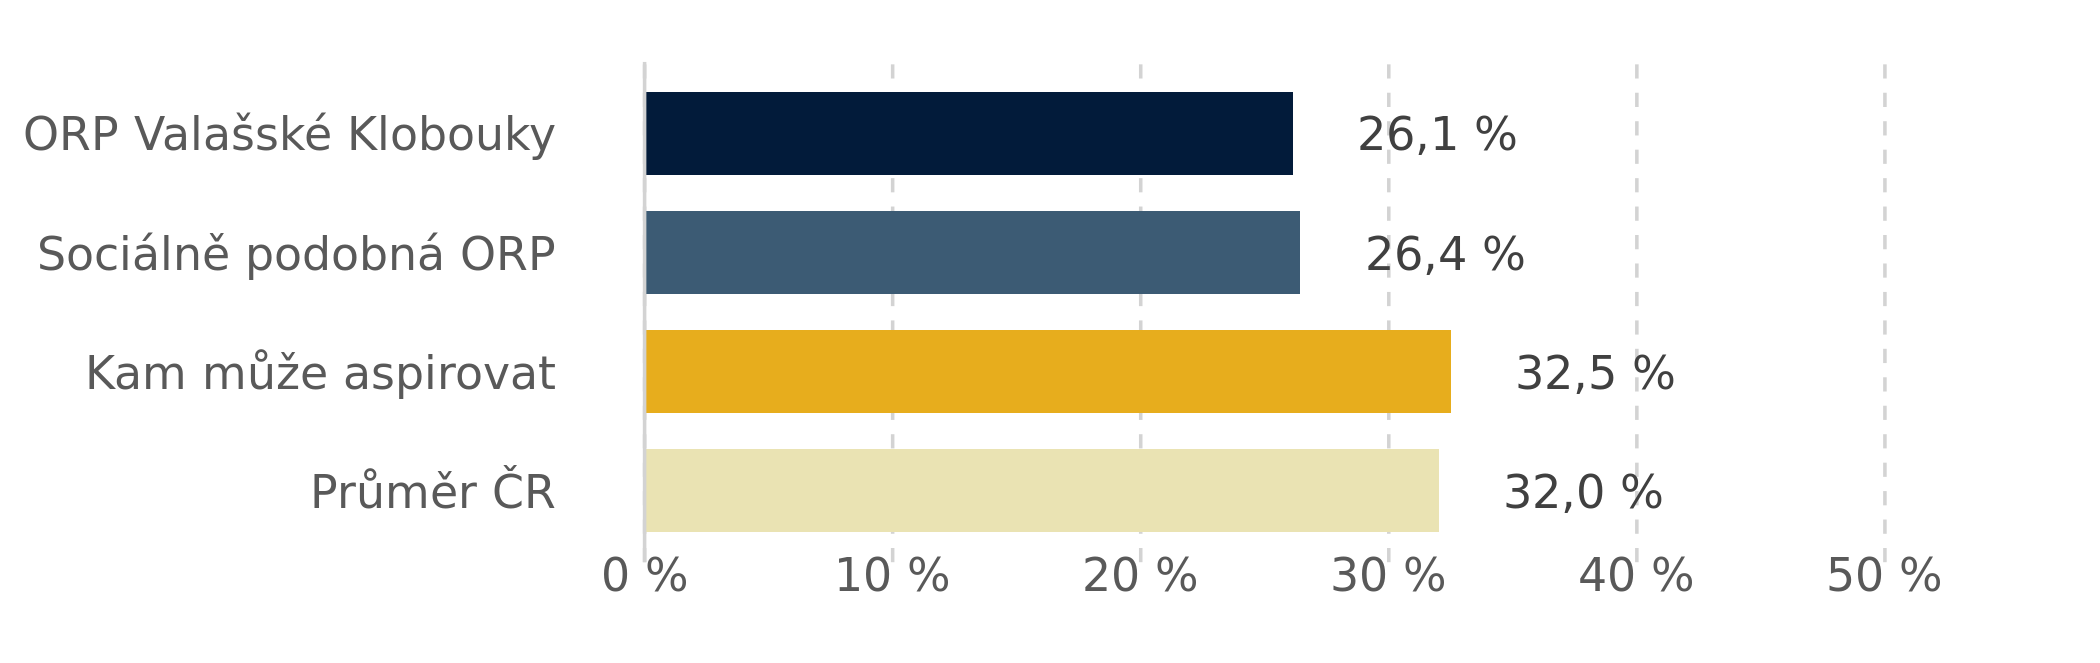 ORP Valašské Klobouky 26,1 %
Sociálně podobná ORP 26,4 %
Kam může aspirovat 32,5 %
Průměr ČR 32,0 %
0 % 10 % 20 % 30 % 40 % 50 %